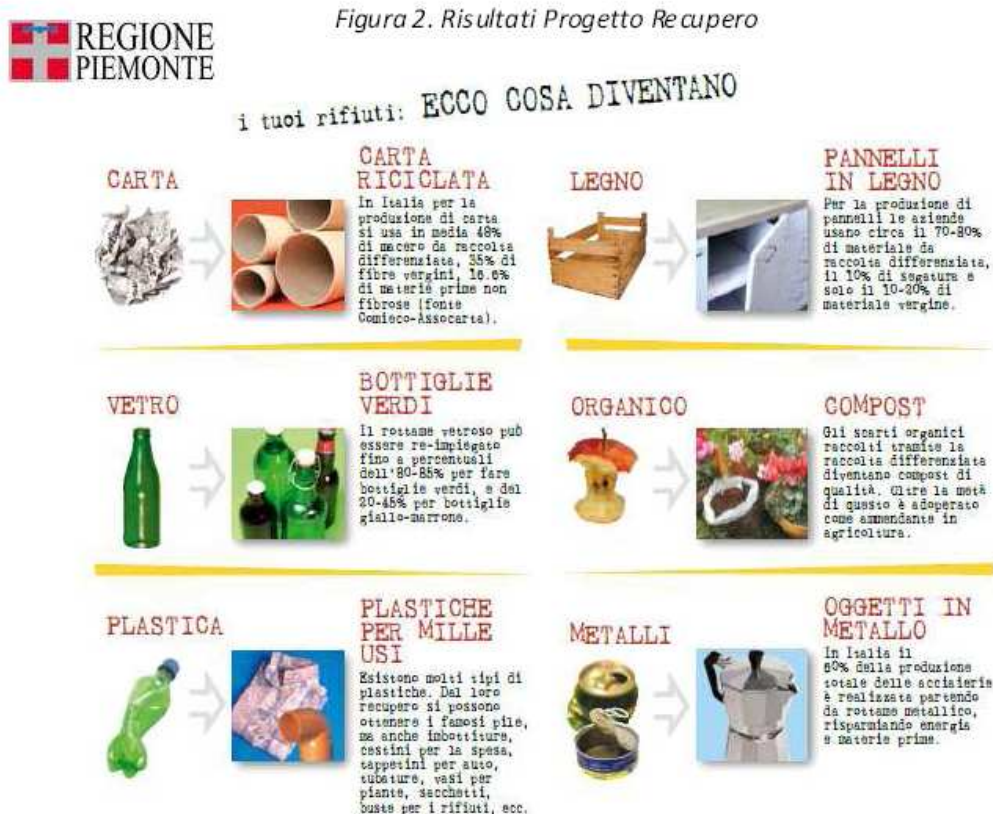 Figura 2. Risultati Progetto Recupero
REGIONE
PIEMONTE
i tuoi rifiuti: ECCO COSA DIVENTANO
CARTA
CARTA
RICICLATA
In Italia per la
produzione di carta
si usa in media 48%
di macero da raccolta
differenziata, 35% di
fibre vergini, 16.6%
di materie prime non
fibrose (fonte
Comieco-Assocarta).
LEGNO
PANNELLI
IN LEGNO
Per la produzione di
pannelli le aziende
usano circa il 70-80%
di materiale da
raccolta differenziata,
il 10% di segatura e
solo il 10-20% di
materiale vergine.
VETRO
BOTTIGLIE
VERDI
Il rottame vetroso può
essere re-impiegato
fino a percentuali
dell'80-85% per fare
bottiglie verdi, e del
20-45% per bottiglie
giallo-marrone.
ORGANICO
COMPOST
Gli scarti organici
raccolti tramite la
raccolta differenziata
diventano compost di
qualità. Oltre la metà
di questo è adoperato
come ammendante in
agricoltura.
PLASTICA
PLASTICHE
PER MILLE
USI
Esistono molti tipi di
plastiche. Dal loro
recupero si possono
ottenere i famosi pile,
ma anche imbottiture,
cestini per la spesa,
tappetini per auto,
tubature, vasi per
piante, sacchetti,
buste per i rifiuti, ecc.
METALLI
OGGETTI IN
METALLO
In Italia il
60% della produzione
totale delle acciaierie
è realizzata partendo
da rottame metallico,
risparmiando energia
e materie prime.